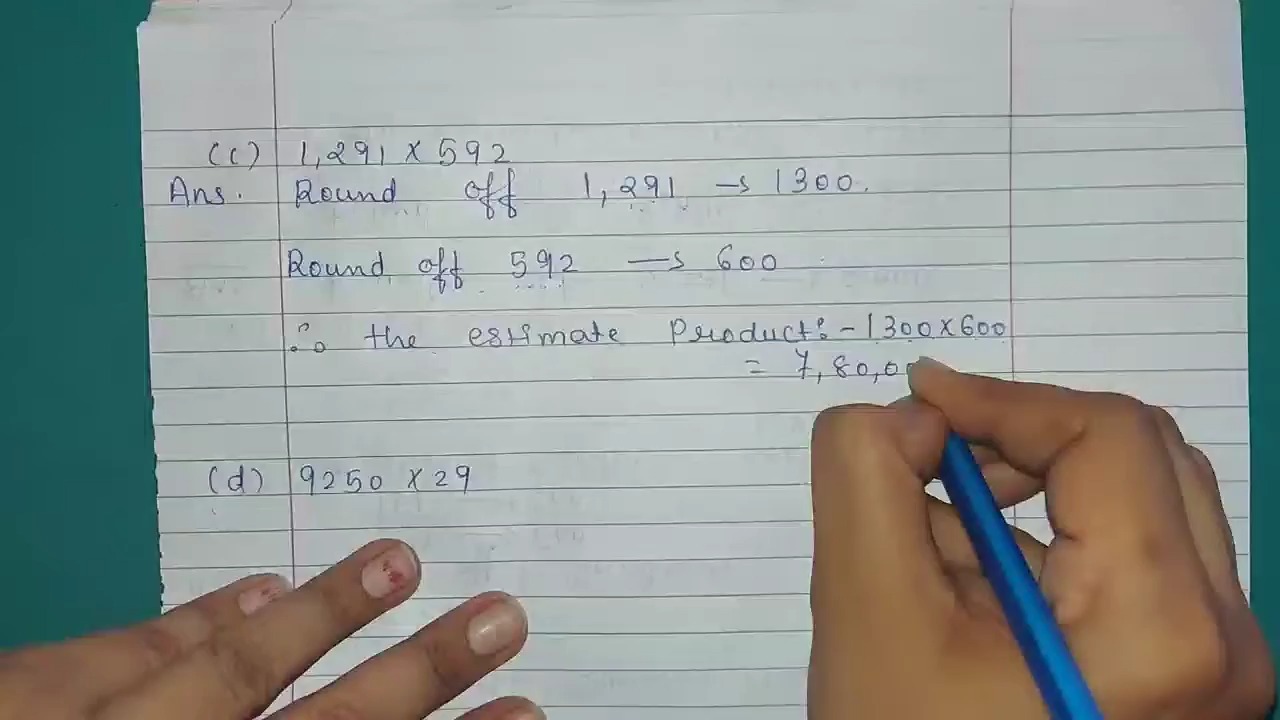 (c) 1,291 × 592
Ans. Round off 1,291 → 1300.
Round off 592 → 600
∴ the estimate Product:- 1300×600
= 7,80,00
(d) 9250 × 29